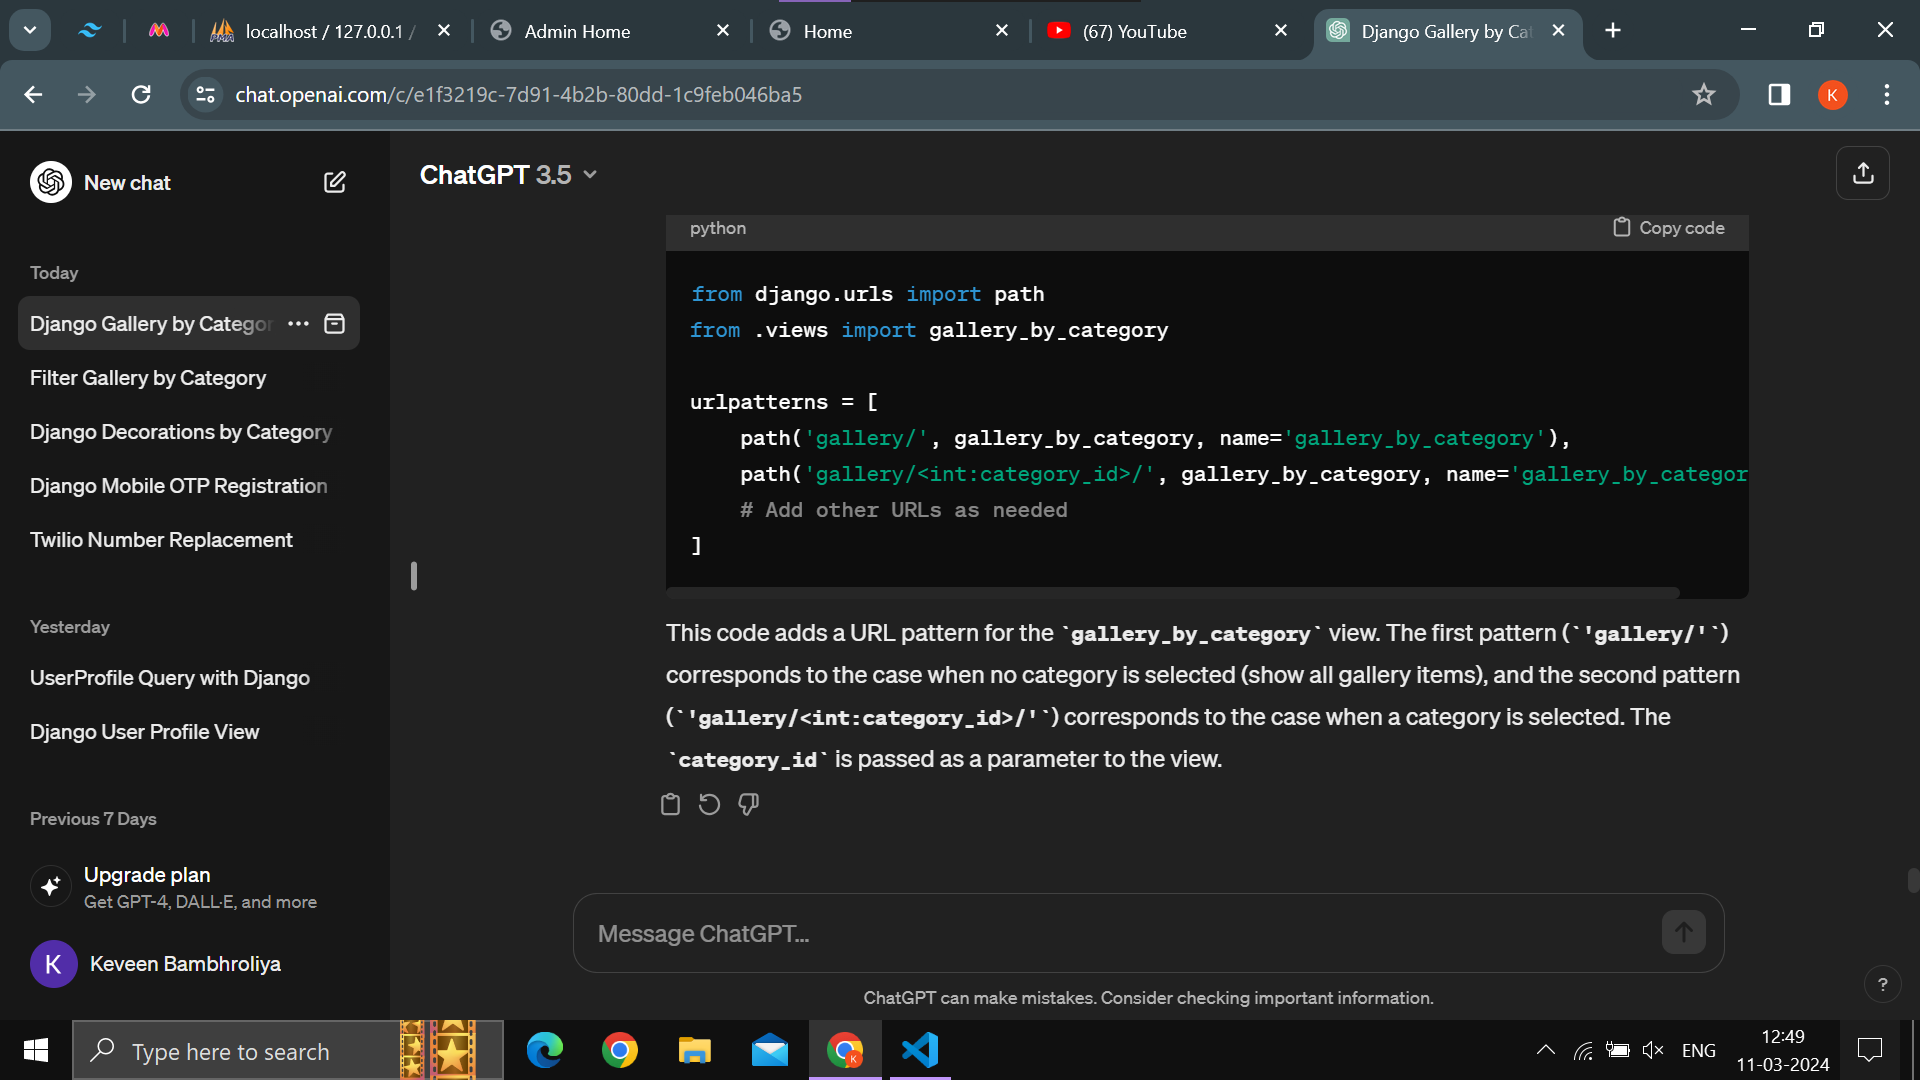 localhost / 127.0.0.1 /
Admin Home
Home
(67) YouTube
Django Gallery by Cat
chat.openai.com/c/e1f3219c-7d91-4b2b-80dd-1c9feb046ba5
K
New chat
ChatGPT 3.5
Today
Django Gallery by Categor
Filter Gallery by Category
Django Decorations by Category
Django Mobile OTP Registration
Twilio Number Replacement
Yesterday
UserProfile Query with Django
Django User Profile View
Previous 7 Days
Upgrade plan
Get GPT-4, DALL·E, and more
K
Keveen Bambhroliya
python
Copy code
from django.urls import path
from .views import gallery_by_category
urlpatterns = [
path('gallery/', gallery_by_category, name='gallery_by_category'),
path('gallery/<int:category_id>/', gallery_by_category, name='gallery_by_categor
# Add other URLs as needed
]
This code adds a URL pattern for the `gallery_by_category` view. The first pattern (`'gallery/'`)
corresponds to the case when no category is selected (show all gallery items), and the second pattern
(`'gallery/<int:category_id>/'`) corresponds to the case when a category is selected. The
`category_id` is passed as a parameter to the view.
Message ChatGPT...
ChatGPT can make mistakes. Consider checking important information.
?
Type here to search
K
ENG
12:49
11-03-2024